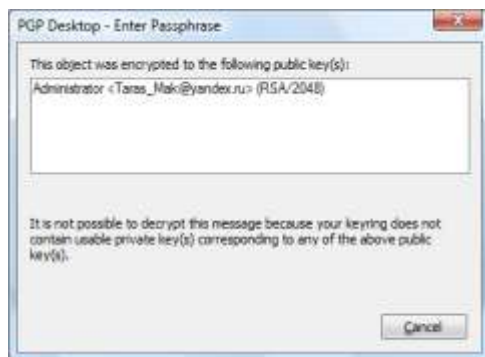 PGP Desktop - Enter Passphrase
This object was encrypted to the following public key(s):
Administrator <Taras_Mak@yandex.ru> (RSA/2048)
It is not possible to decrypt this message because your keyring does not
contain usable private key(s) corresponding to any of the above public
key(s).
Cancel